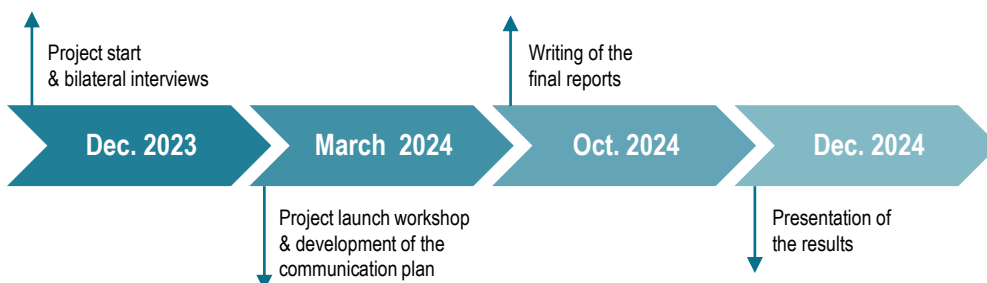 Project start
& bilateral interviews
Writing of the
final reports
Dec. 2023
March 2024
Oct. 2024
Dec. 2024
Project launch workshop
& development of the
communication plan
Presentation of
the results